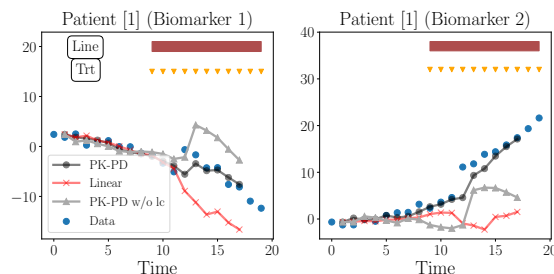 Patient [1] (Biomarker 1)
20
10
0
−10
Line
Trt
PK-PD
Linear
PK-PD w/o lc
Data
0 5 10 15 20
Time
Patient [1] (Biomarker 2)
40
30
20
10
0
0 5 10 15 20
Time